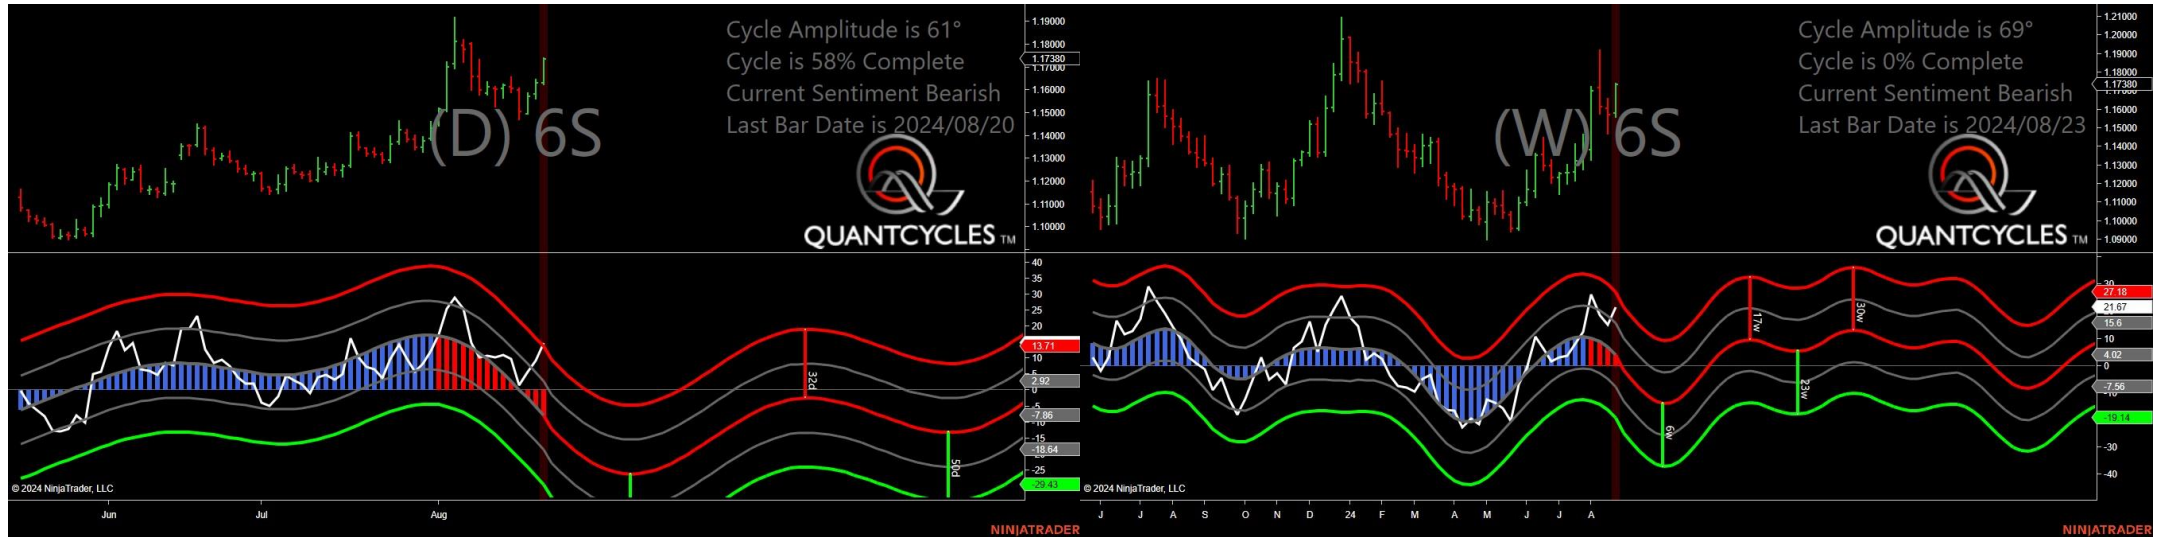 Cycle Amplitude is 61°
Cycle is 58% Complete
Current Sentiment Bearish
Last Bar Date is 2024/08/20
(D) 6S
QUANTCYCLES TM
1.19000
1.18000
1.17380
1.17000
1.16000
1.15000
1.14000
1.13000
1.12000
1.11000
1.10000
40
35
30
25
20
13.71
10
5
2.92
0
-5
-7.86
-10
-15
-18.64
-25
-29.43
32d
50d
© 2024 NinjaTrader, LLC
Jun Jul Aug
NINJATRADER
Cycle Amplitude is 69°
Cycle is 0% Complete
Current Sentiment Bearish
Last Bar Date is 2024/08/23
(W) 6S
QUANTCYCLES TM
1.21000
1.20000
1.19000
1.18000
1.17380
1.16000
1.15000
1.14000
1.13000
1.12000
1.11000
1.10000
1.09000
27.18
21.67
15.6
10
4.02
0
-7.56
-19.14
-30
-40
17w
30w
23w
6w
© 2024 NinjaTrader, LLC
J J A S O N D 24 F M A M J J A
NINJATRADER